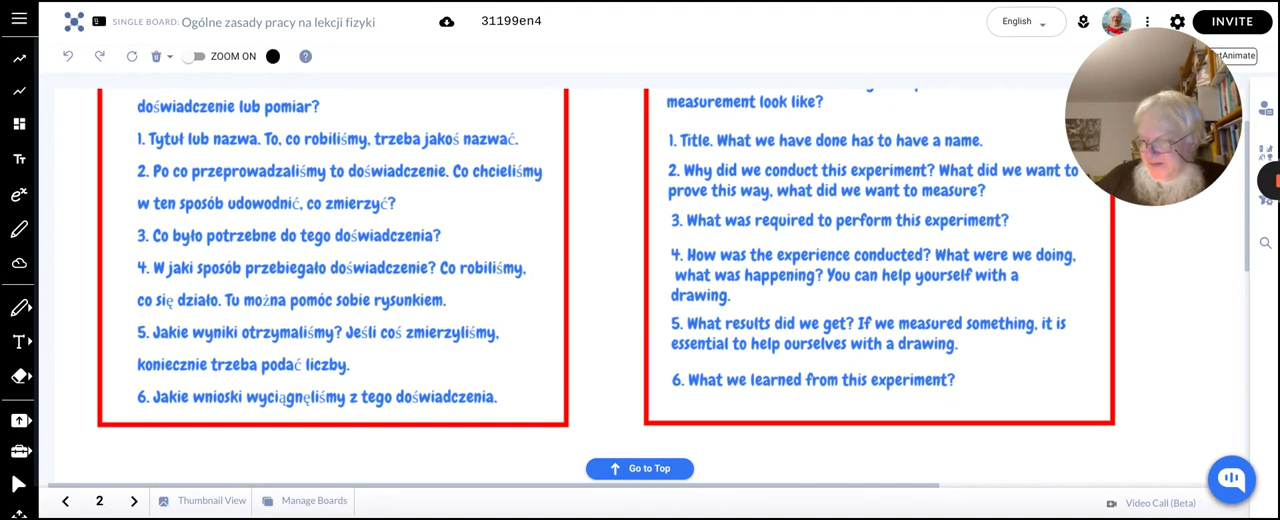 SINGLE BOARD: Ogólne zasady pracy na lekcji fizyki
31199en4
English
INVITE
ZOOM ON
tAnimate
doświadczenie lub pomiar?
1. Tytuł lub nazwa. To, co robiliśmy, trzeba jakoś nazwać.
2. Po co przeprowadzaliśmy to doświadczenie. Co chcieliśmy
w ten sposób udowodnić, co zmierzyć?
3. Co było potrzebne do tego doświadczenia?
4. W jaki sposób przebiegało doświadczenie? Co robiliśmy,
co się działo. Tu można pomóc sobie rysunkiem.
5. Jakie wyniki otrzymaliśmy? Jeśli coś zmierzyliśmy,
koniecznie trzeba podać liczby.
6. Jakie wnioski wyciągnęliśmy z tego doświadczenia.
measurement look like?
1. Title. What we have done has to have a name.
2. Why did we conduct this experiment? What did we want to
prove this way, what did we want to measure?
3. What was required to perform this experiment?
4. How was the experience conducted? What were we doing,
what was happening? You can help yourself with a
drawing.
5. What results did we get? If we measured something, it is
essential to help ourselves with a drawing.
6. What we learned from this experiment?
Go to Top
2
Thumbnail View
Manage Boards
Video Call (Beta)